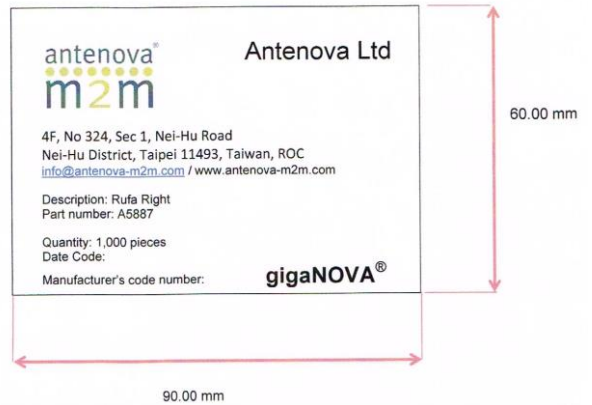 antenova®
m2m
Antenova Ltd
4F, No 324, Sec 1, Nei-Hu Road
Nei-Hu District, Taipei 11493, Taiwan, ROC
info@antenova-m2m.com / www.antenova-m2m.com
Description: Rufa Right
Part number: A5887
Quantity: 1,000 pieces
Date Code:
Manufacturer's code number:
gigaNOVA®
60.00 mm
90.00 mm